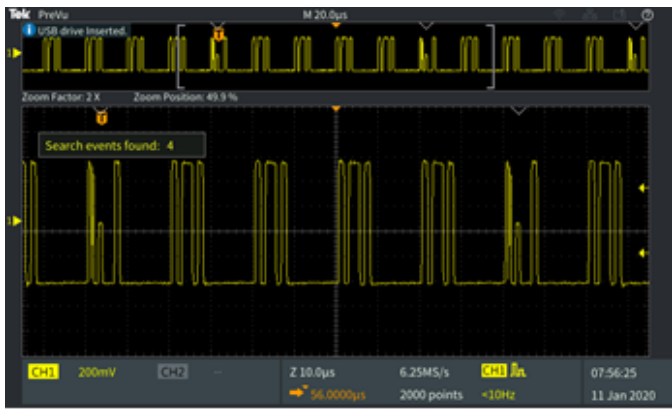 Tek PreVu M 20.0µs
USB drive Inserted.
Zoom Factor: 2 X Zoom Position: 49.9 %
Search events found: 4
CH1 200mV CH2 -- Z 10.0µs 6.25MS/s CH1 07:56:25
56.0000µs 2000 points <10Hz 11 Jan 2020